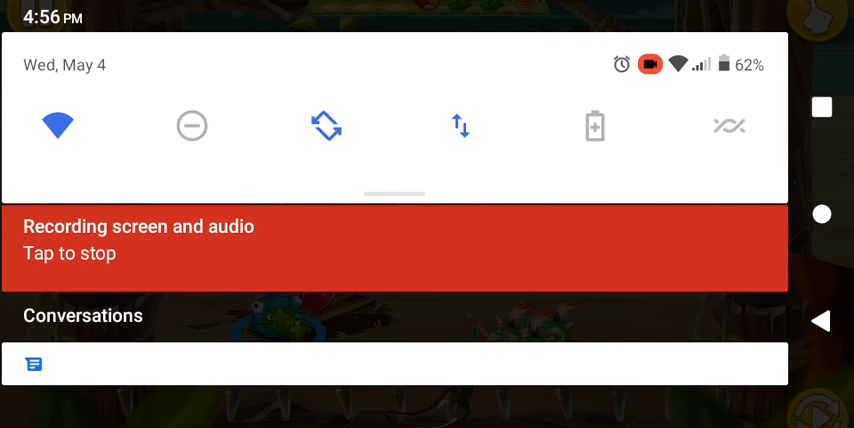 4:56 PM
Wed, May 4
62%
Recording screen and audio
Tap to stop
Conversations